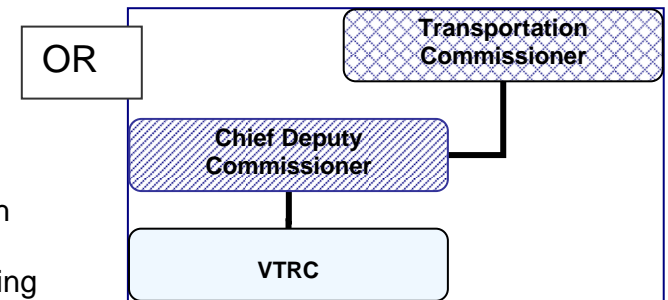 OR
Transportation
Commissioner
Chief Deputy
Commissioner
VTRC